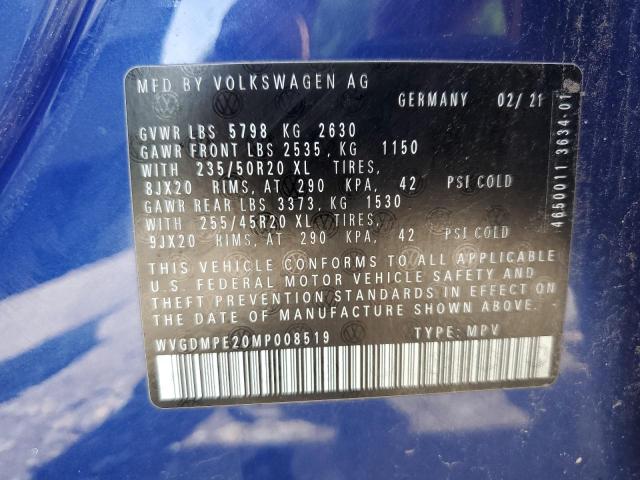 MFD BY VOLKSWAGEN AG
GERMANY 02/21
GVWR LBS 5798 KG 2630
GAWR FRONT LBS 2535, KG 1150
WITH 235/50R20 XL TIRES,
8JX20 RIMS, AT 290 KPA, 42 PSI COLD
GAWR REAR LBS 3373, KG 1530
WITH 255/45R20 XL TIRES,
9JX20 RIMS, AT 290 KPA, 42 PSI COLD
THIS VEHICLE CONFORMS TO ALL APPLICABLE
U.S. FEDERAL MOTOR VEHICLE SAFETY AND
THEFT PREVENTION STANDARDS IN EFFECT ON
THE DATE OF MANUFACTURE SHOWN ABOVE.
WVGDMPE20MP008519 TYPE: MPV
4650011 3634-01